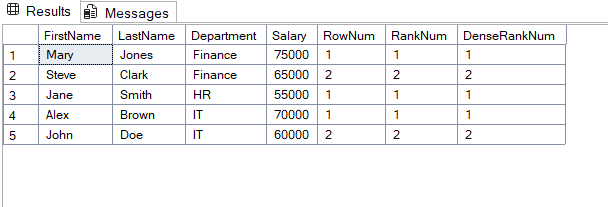 Results Messages
FirstName LastName Department Salary RowNum RankNum DenseRankNum
1 Mary Jones Finance 75000 1 1 1
2 Steve Clark Finance 65000 2 2 2
3 Jane Smith HR 55000 1 1 1
4 Alex Brown IT 70000 1 1 1
5 John Doe IT 60000 2 2 2